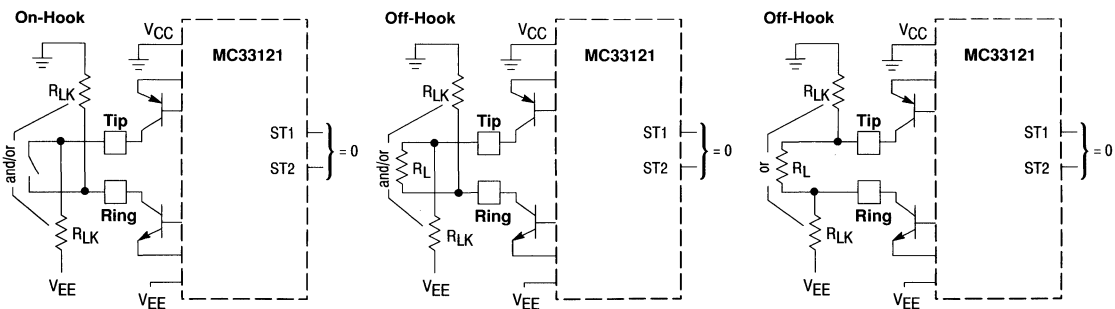 On-Hook
VCC
MC33121
RLK
Tip
ST1
and/or
ST2
= 0
Ring
RLK
VEE
VEE
Off-Hook
VCC
MC33121
RLK
Tip
ST1
and/or
RL
ST2
= 0
Ring
RLK
VEE
VEE
Off-Hook
VCC
MC33121
RLK
Tip
ST1
or
RL
ST2
= 0
Ring
RLK
VEE
VEE